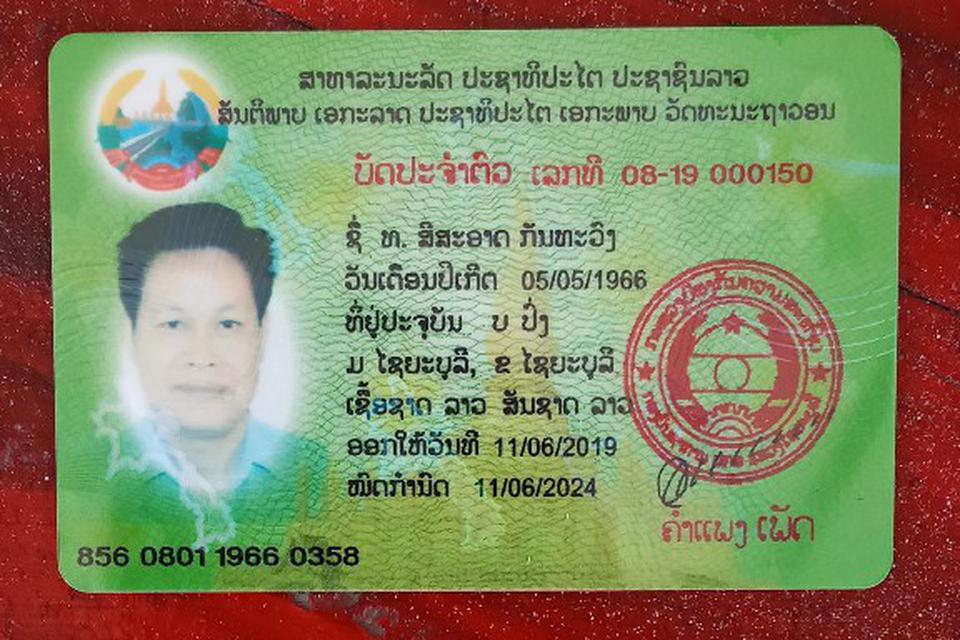 ສາທາລະນະລັດ ປະຊາທິປະໄຕ ປະຊາຊົນລາວ
ສັນຕິພາບ ເອກະລາດ ປະຊາທິປະໄຕ ເອກະພາບ ວັດທະນະຖາວອນ
ບັດປະຈຳຕົວ ເລກທີ 08-19 000150
ຊື່ ທ. ສີສະອາດ ກັນທະວົງ
ວັນເດືອນປີເກີດ 05/05/1966
ທີ່ຢູ່ປະຈຸບັນ ບ ປົ່ງ
ມ ໄຊຍະບຸລີ, ຂ ໄຊຍະບຸລີ
ເຊື້ອຊາດ ລາວ ສັນຊາດ ລາວ
ອອກໃຫ້ວັນທີ 11/06/2019
ໝົດກຳນົດ 11/06/2024
ຄຳແພງ ເພັດ
856 0801 1966 0358